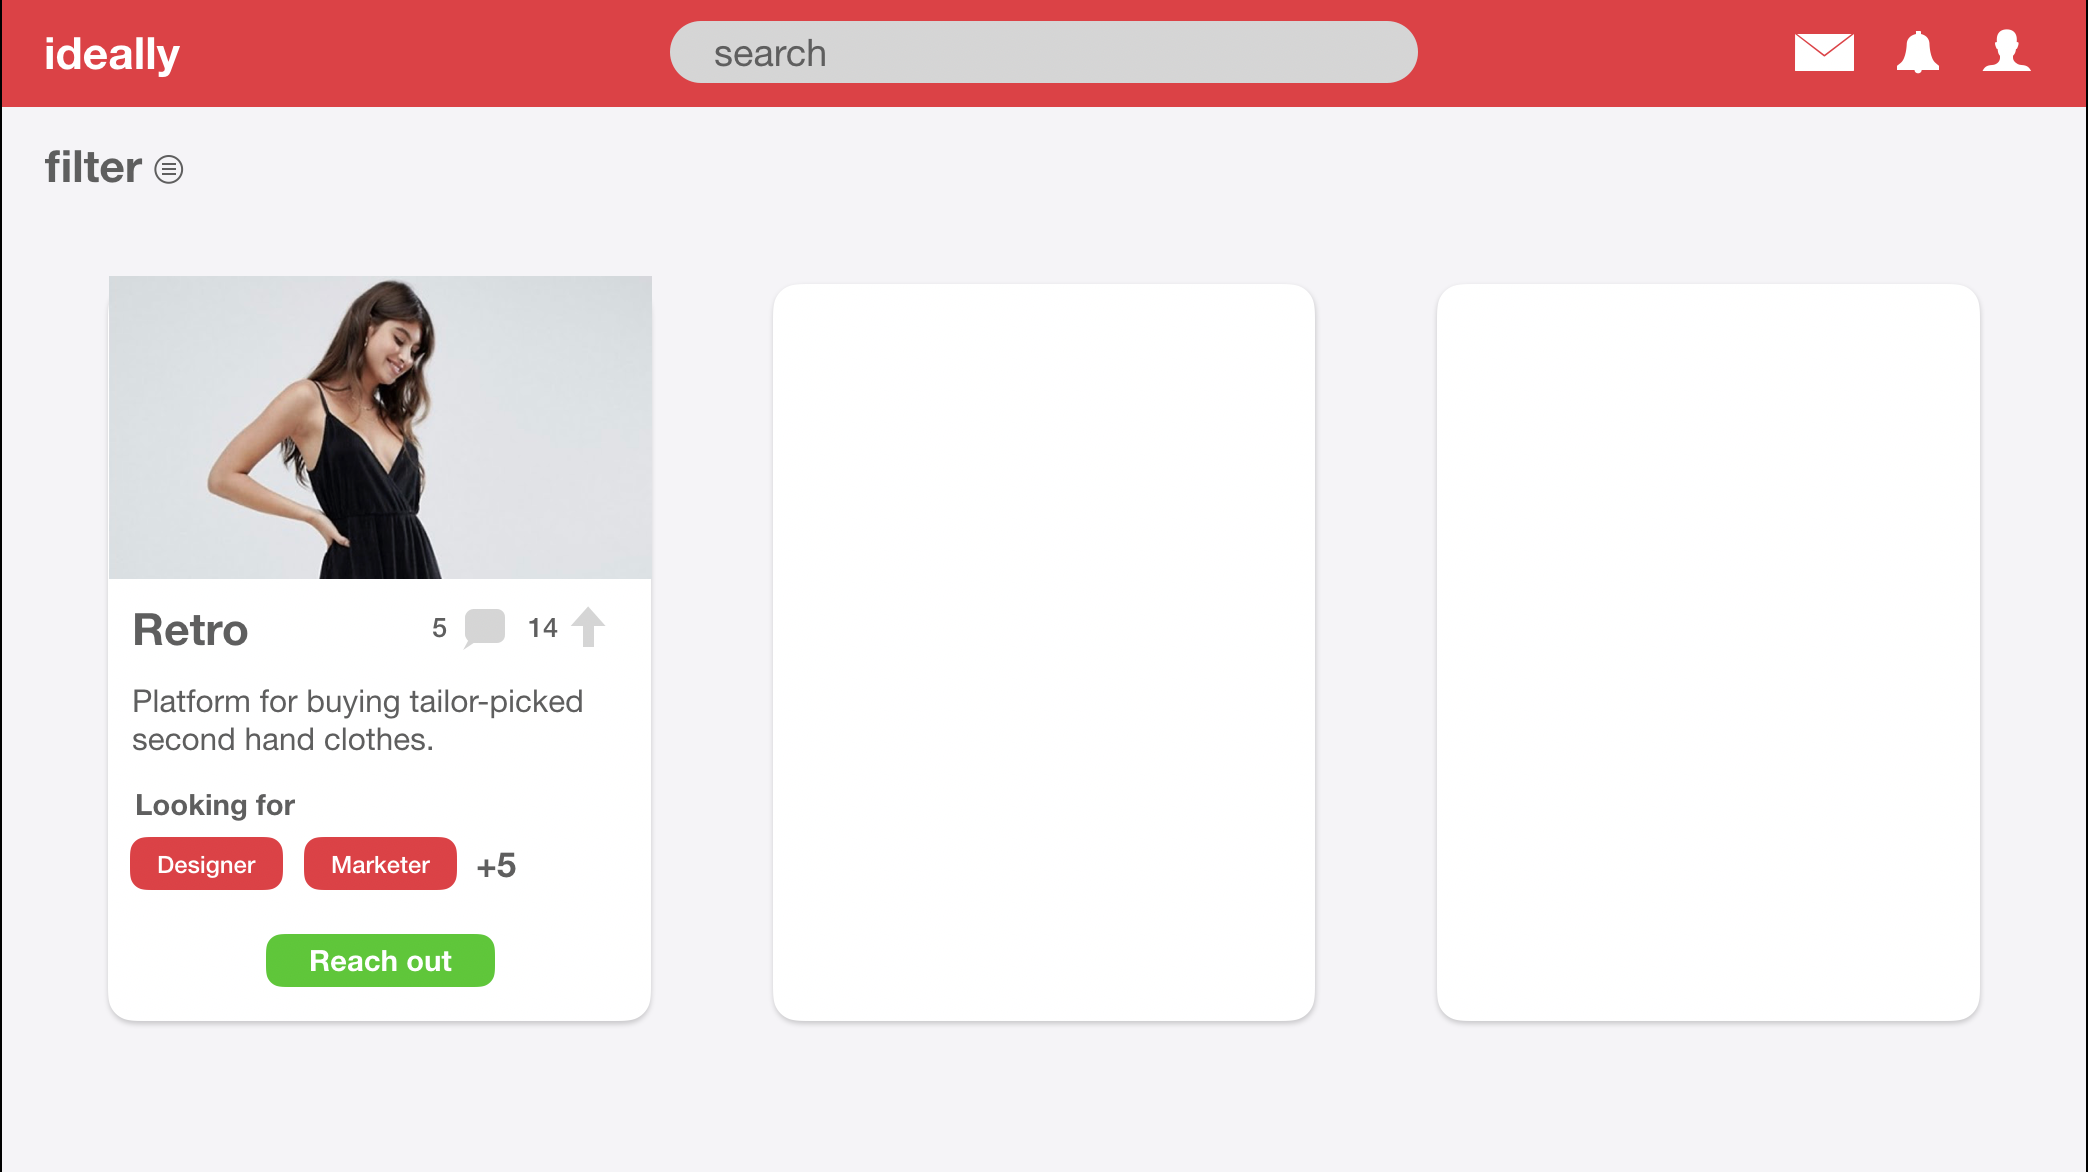 ideally
search
filter
Retro
5
14
Platform for buying tailor-picked
second hand clothes.
Looking for
Designer
Marketer
+5
Reach out